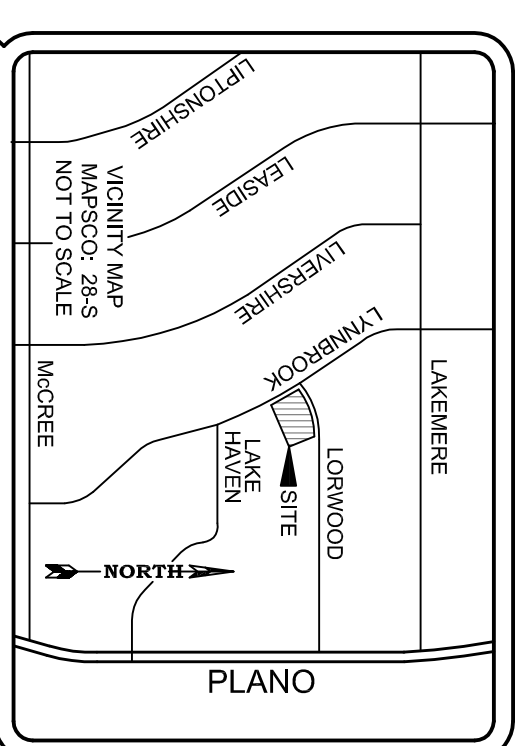 LIPTONSHIRE
LEASIDE
VICINITY MAP
MAPSCO: 28-S
NOT TO SCALE
LIVERSHIRE
LYNNBROOK
McCREE
LAKEMERE
LAKE
HAVEN
LORWOOD
SITE
NORTH
PLANO